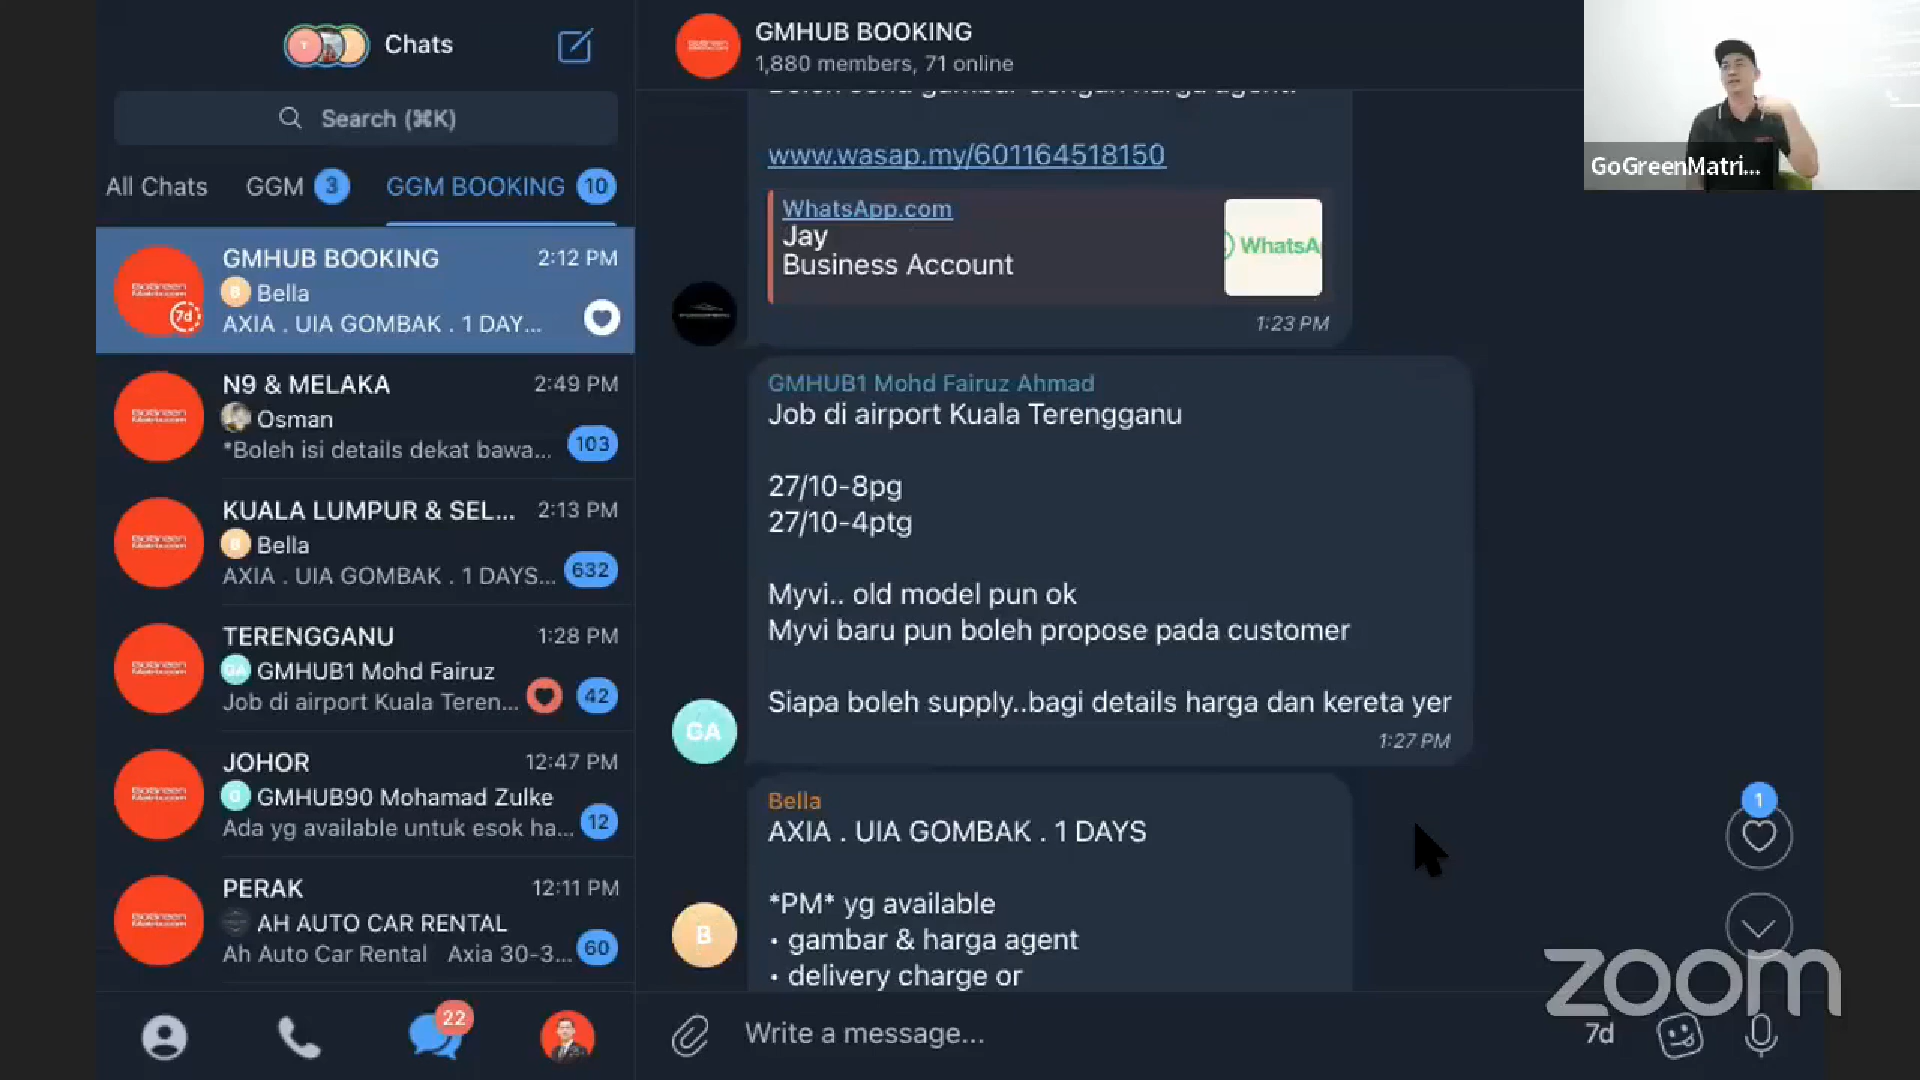 Chats
Search (⌘K)
All Chats
GGM 3
GGM BOOKING 10
GMHUB BOOKING 2:12 PM
B Bella
AXIA . UIA GOMBAK . 1 DAY...
7d
N9 & MELAKA 2:49 PM
Osman
*Boleh isi details dekat bawa... 103
KUALA LUMPUR & SEL... 2:13 PM
B Bella
AXIA . UIA GOMBAK . 1 DAYS... 632
TERENGGANU 1:28 PM
GA GMHUB1 Mohd Fairuz
Job di airport Kuala Teren... 42
JOHOR 12:47 PM
G GMHUB90 Mohamad Zulke
Ada yg available untuk esok ha... 12
PERAK 12:11 PM
AH AUTO CAR RENTAL
Ah Auto Car Rental Axia 30-3... 60
22
GMHUB BOOKING
1,880 members, 71 online
www.wasap.my/601164518150
WhatsApp.com
Jay
Business Account
WhatsA
1:23 PM
GMHUB1 Mohd Fairuz Ahmad
Job di airport Kuala Terengganu
27/10-8pg
27/10-4ptg
Myvi.. old model pun ok
Myvi baru pun boleh propose pada customer
Siapa boleh supply..bagi details harga dan kereta yer
1:27 PM
GA
Bella
AXIA . UIA GOMBAK . 1 DAYS
*PM* yg available
• gambar & harga agent
• delivery charge or
B
1
Write a message...
7d
GoGreenMatri...
zoom